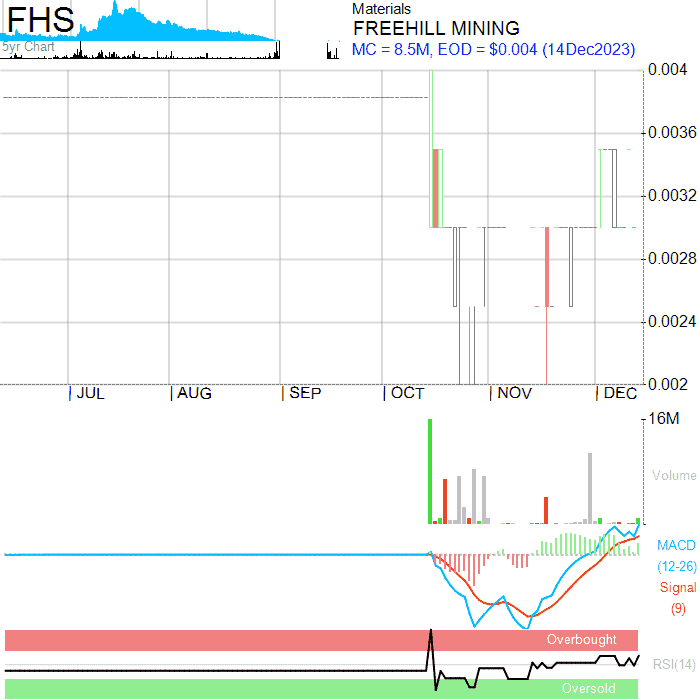 FHS
5yr Chart
Materials
FREEHILL MINING
MC = 8.5M, EOD = $0.004 (14Dec2023)
0.004
0.0036
0.0032
0.0028
0.0024
0.002
JUL AUG SEP OCT NOV DEC
16M
Volume
MACD
(12-26)
Signal
(9)
Overbought
RSI(14)
Oversold